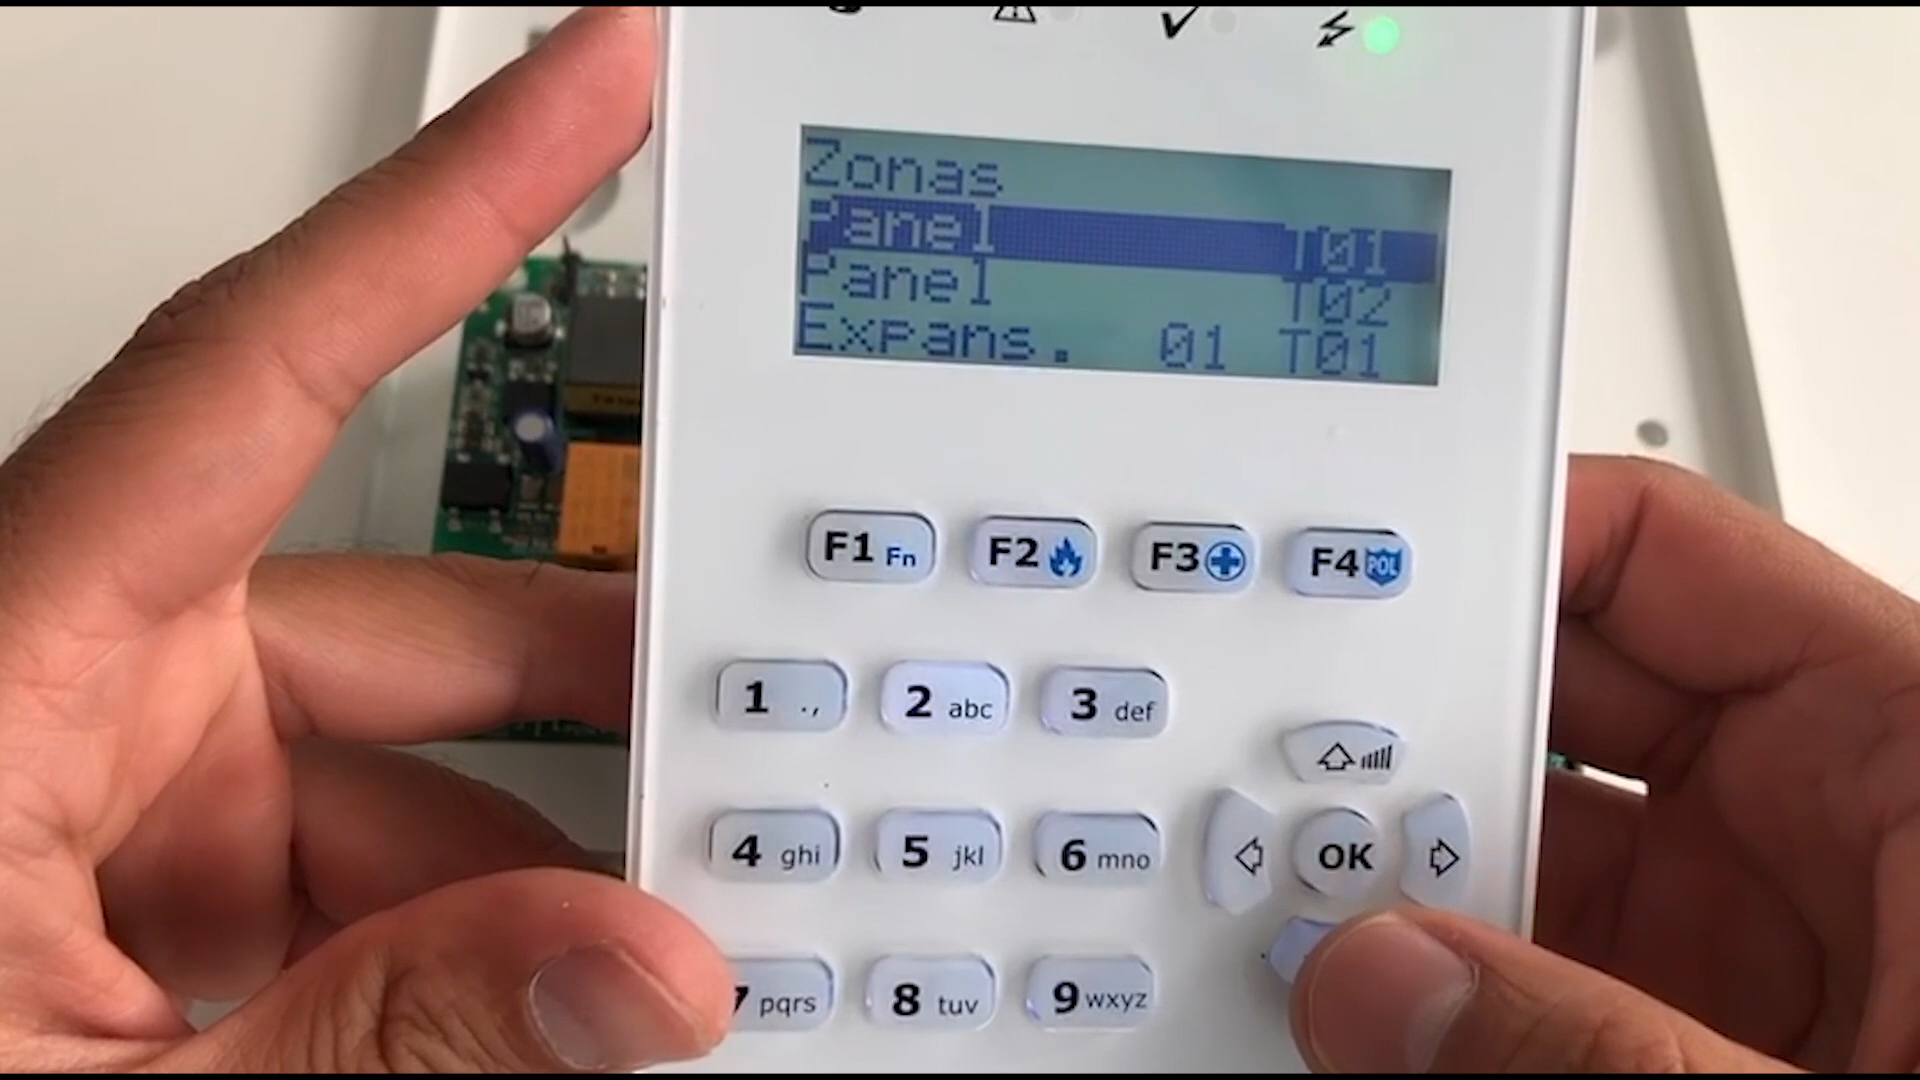 Zonas
Panel T01
Panel T02
Expans. 01 T01
F1 Fn F2 F3 F4 POL
1 ., 2 abc 3 def
4 ghi 5 jkl 6 mno OK
7 pqrs 8 tuv 9 wxyz